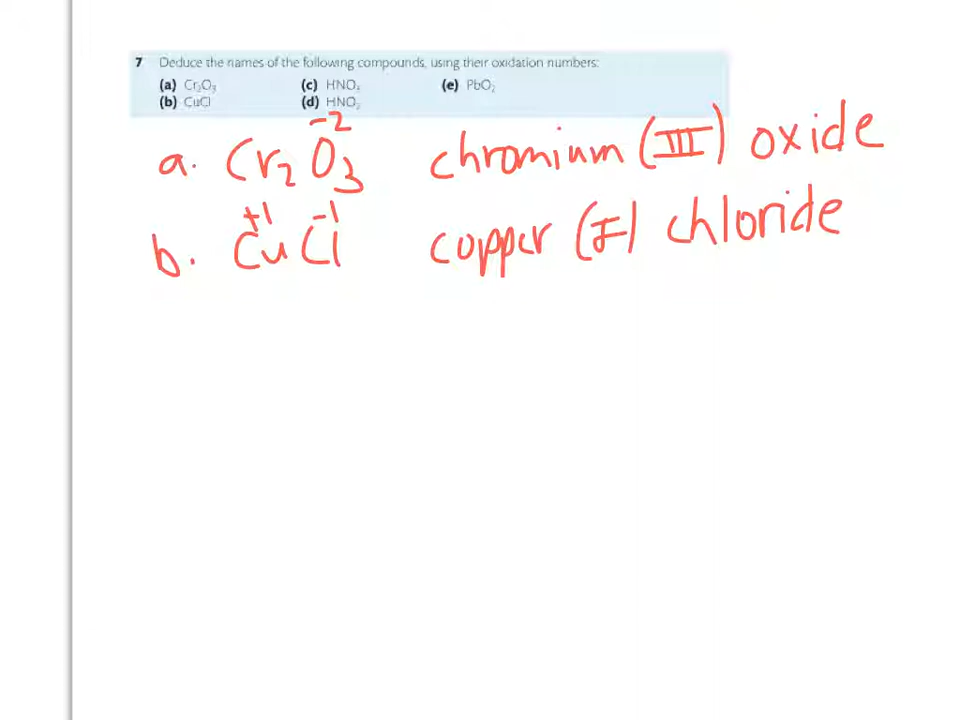 7 Deduce the names of the following compounds, using their oxidation numbers:
(a) Cr₂O₃ (c) HNO₃ (e) PbO₂
(b) CuCl (d) HNO₂
-2
a. Cr₂O₃ chromium (III) oxide
+1 -1
b. CuCl copper (I) chloride